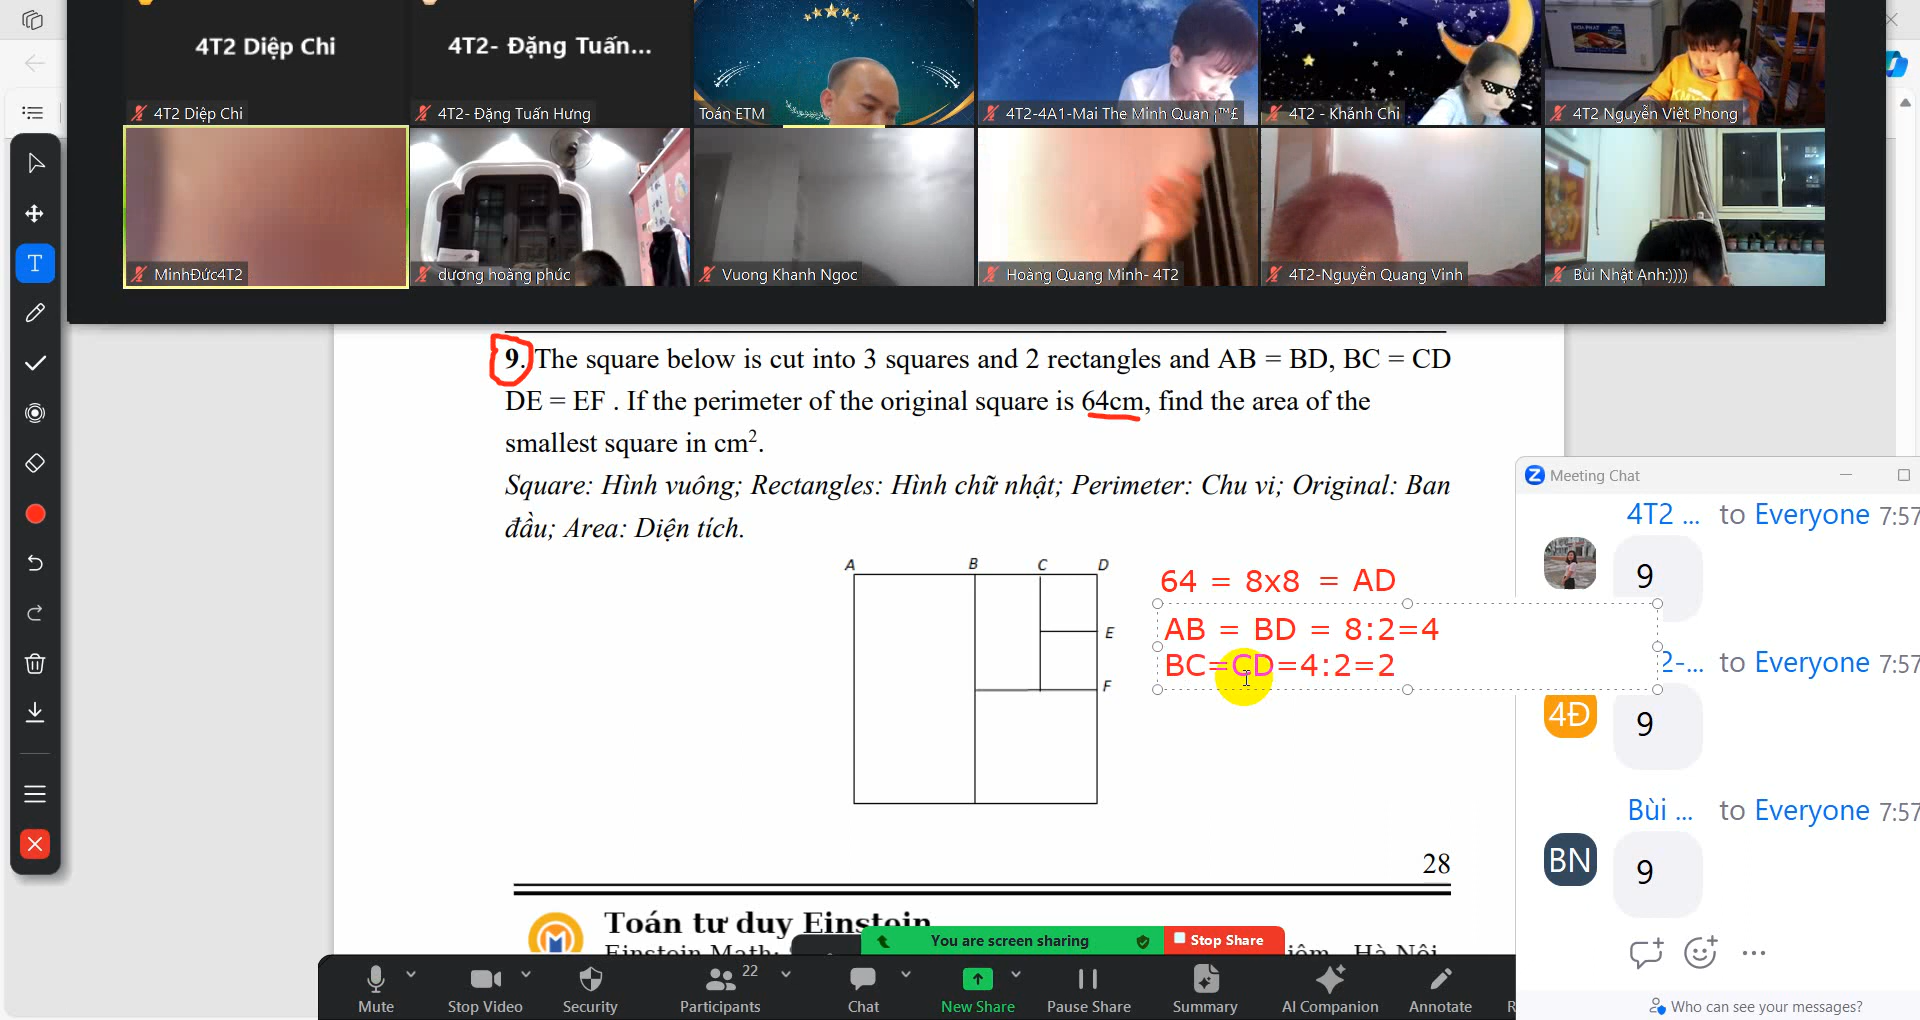 4T2 Diệp Chi
4T2- Đặng Tuấn...
4T2 Diệp Chi
4T2- Đặng Tuấn Hưng
Toán ETM
4T2-4A1-Mai The Minh Quan ¡™£
4T2 - Khánh Chi
4T2 Nguyễn Việt Phong
MinhĐức4T2
dương hoàng phúc
Vuong Khanh Ngoc
Hoàng Quang Minh- 4T2
4T2-Nguyễn Quang Vinh
Bùi Nhật Anh:))))
9. The square below is cut into 3 squares and 2 rectangles and AB = BD, BC = CD
DE = EF . If the perimeter of the original square is 64cm, find the area of the
smallest square in cm².
Square: Hình vuông; Rectangles: Hình chữ nhật; Perimeter: Chu vi; Original: Ban
đầu; Area: Diện tích.
A B C D
E
F
64 = 8x8 = AD
AB = BD = 8:2=4
BC=CD=4:2=2
28
Toán tư duy Einstein
Einstein Math:
Hà Nội
You are screen sharing
Stop Share
Mute
Stop Video
Security
Participants
22
Chat
New Share
Pause Share
Summary
AI Companion
Annotate
Meeting Chat
4T2 ... to Everyone 7:57
9
2-... to Everyone 7:57
4Đ
9
Bùi ... to Everyone 7:57
BN
9
Who can see your messages?